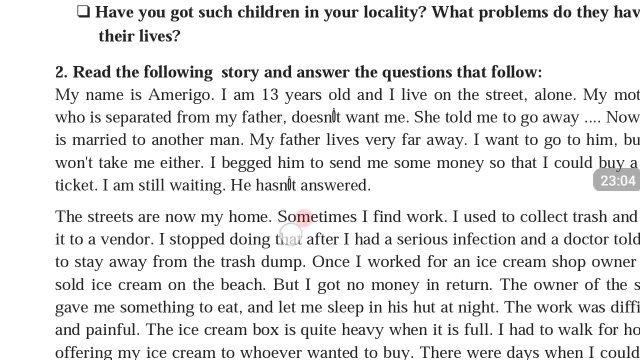 ❑ Have you got such children in your locality? What problems do they hav
their lives?
2. Read the following story and answer the questions that follow:
My name is Amerigo. I am 13 years old and I live on the street, alone. My mot
who is separated from my father, doesn't want me. She told me to go away .... Now
is married to another man. My father lives very far away. I want to go to him, bu
won't take me either. I begged him to send me some money so that I could buy a
ticket. I am still waiting. He hasn't answered.
23:04
The streets are now my home. Sometimes I find work. I used to collect trash and
it to a vendor. I stopped doing that after I had a serious infection and a doctor told
to stay away from the trash dump. Once I worked for an ice cream shop owner
sold ice cream on the beach. But I got no money in return. The owner of the s
gave me something to eat, and let me sleep in his hut at night. The work was diffi
and painful. The ice cream box is quite heavy when it is full. I had to walk for ho
offering my ice cream to whoever wanted to buy. There were days when I could